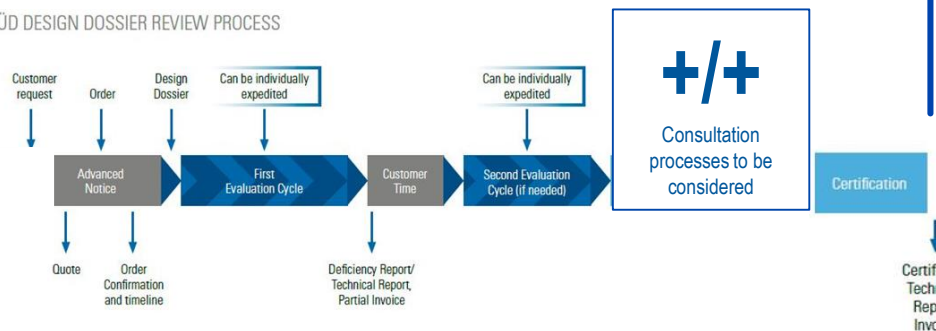 ÜD DESIGN DOSSIER REVIEW PROCESS
Customer
request
Order
Design
Dossier
Can be individually
expedited
Can be individually
expedited
+/+
Consultation
processes to be
considered
Advanced
Notice
First
Evaluation Cycle
Customer
Time
Second Evaluation
Cycle (if needed)
Certification
Quote
Order
Confirmation
and timeline
Deficiency Report/
Technical Report,
Partial Invoice
Certif
Techn
Rep
Invo